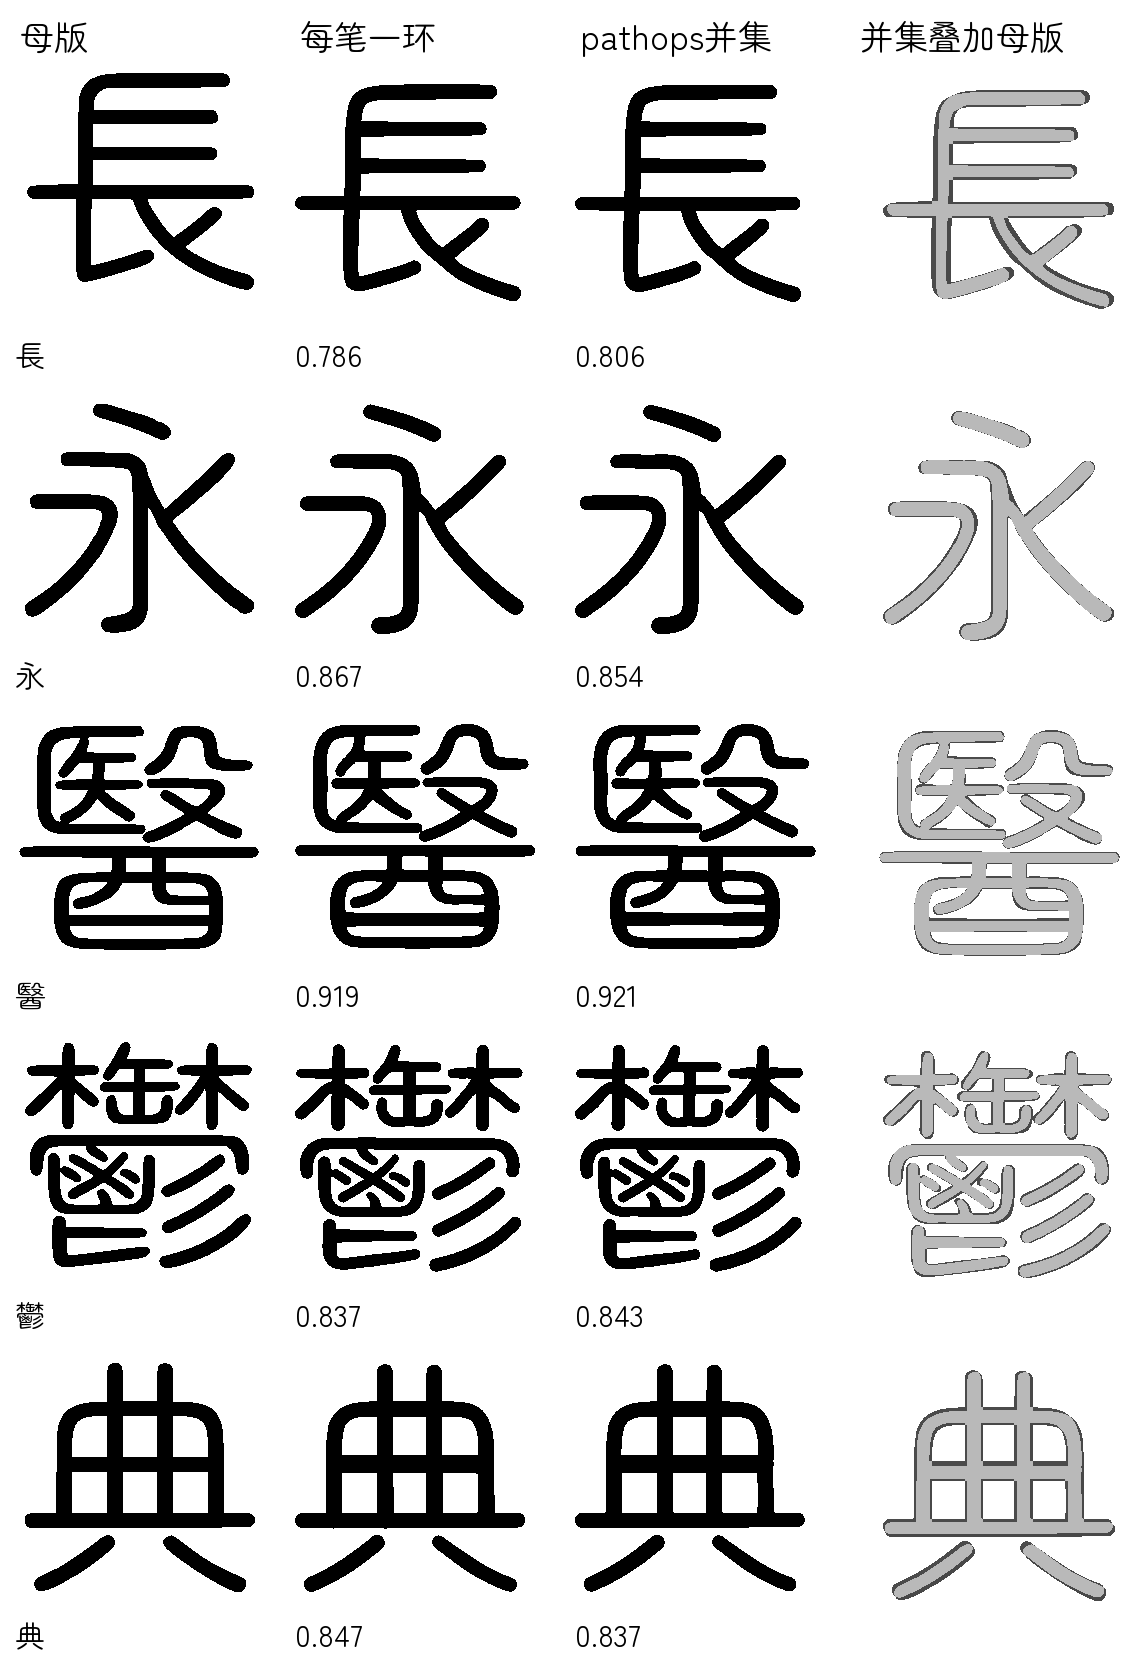 母版 每笔一环 pathops并集 并集叠加母版
長 長 長 長
長 0.786 0.806
永 永 永 永
永 0.867 0.854
醫 醫 醫 醫
醫 0.919 0.921
鬱 鬱 鬱 鬱
鬱 0.837 0.843
典 典 典 典
典 0.847 0.837